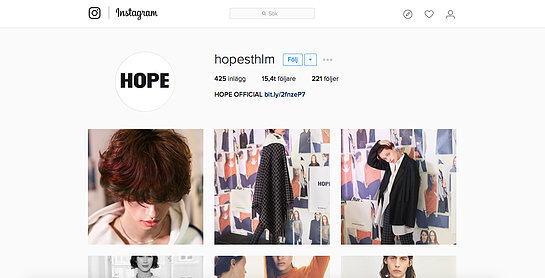 Instagram
Sök
hopesthlm Följ +
HOPE
425 inlägg 15,4t följare 221 följer
HOPE OFFICIAL bit.ly/2fnzeP7
HOPE